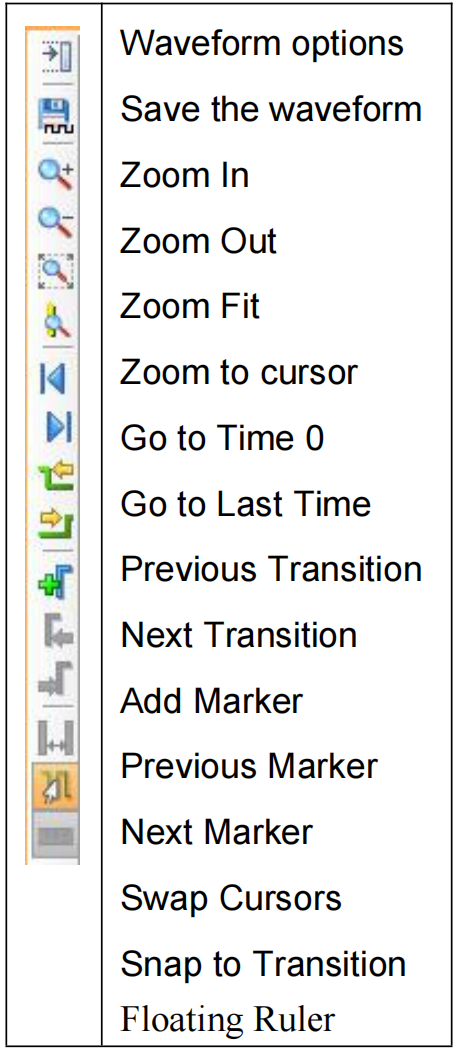 Waveform options
Save the waveform
Zoom In
Zoom Out
Zoom Fit
Zoom to cursor
Go to Time 0
Go to Last Time
Previous Transition
Next Transition
Add Marker
Previous Marker
Next Marker
Swap Cursors
Snap to Transition
Floating Ruler